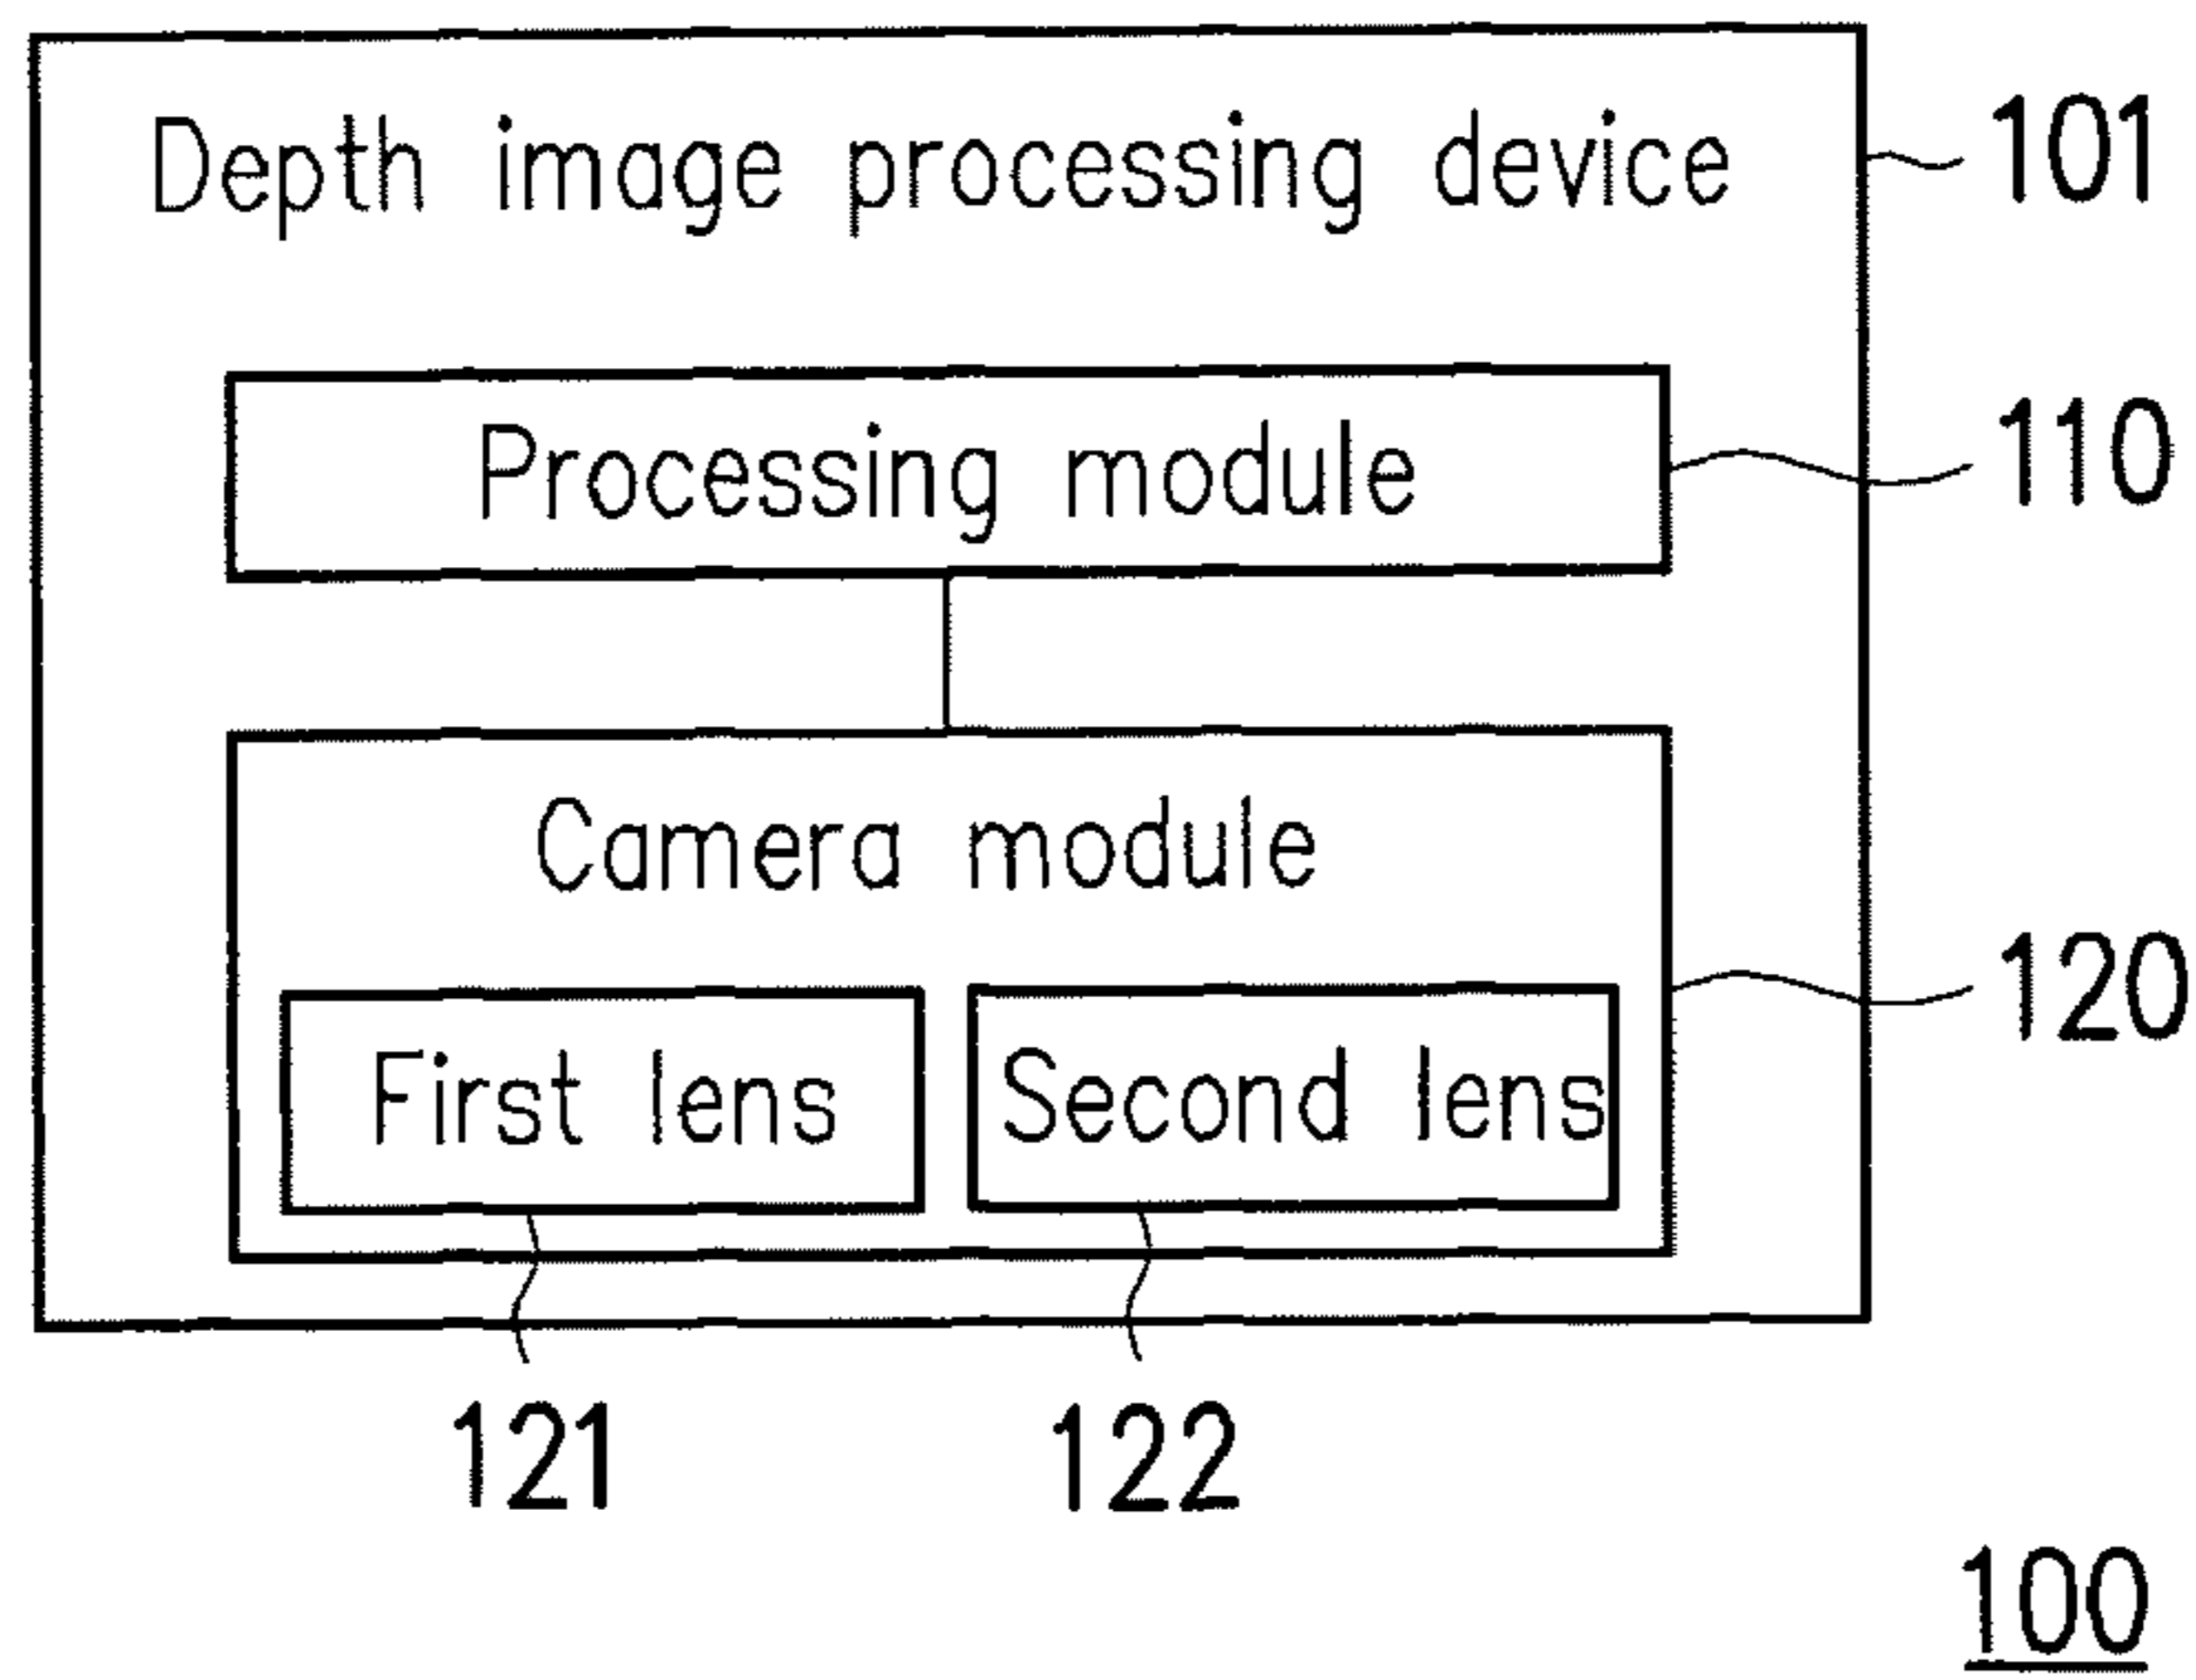 Depth image processing device 101
Processing module 110
Camera module
120
First lens Second lens
121 122
100